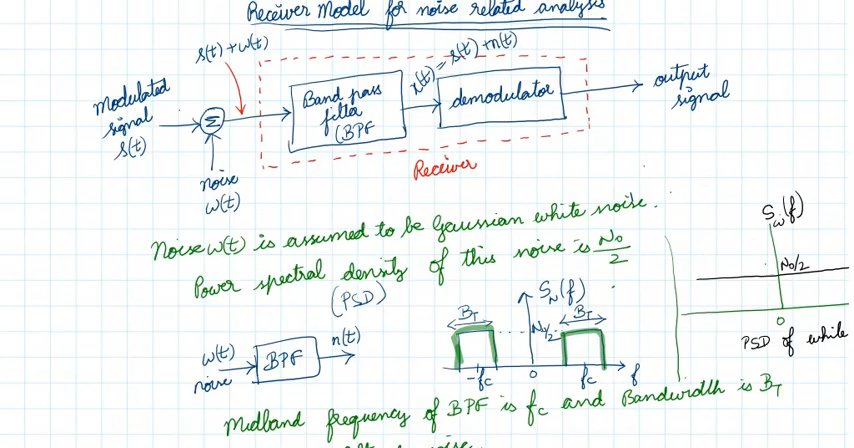 Receiver Model for noise related analysis
s(t) + w(t)
x(t) = s(t) + n(t)
Modulated
signal
s(t)
Σ
Band pass
filter
(BPF
demodulator
output
signal
noise
w(t)
Receiver
Noise w(t) is assumed to be Gaussian white noise.
Power spectral density of this noise is N0/2
(PSD)
Sw(f)
N0/2
0
PSD of while
w(t)
noise
BPF
n(t)
SN(f)
BT
N0/2
BT
-fc
0
fc
f
Midband frequency of BPF is fc and Bandwidth is BT